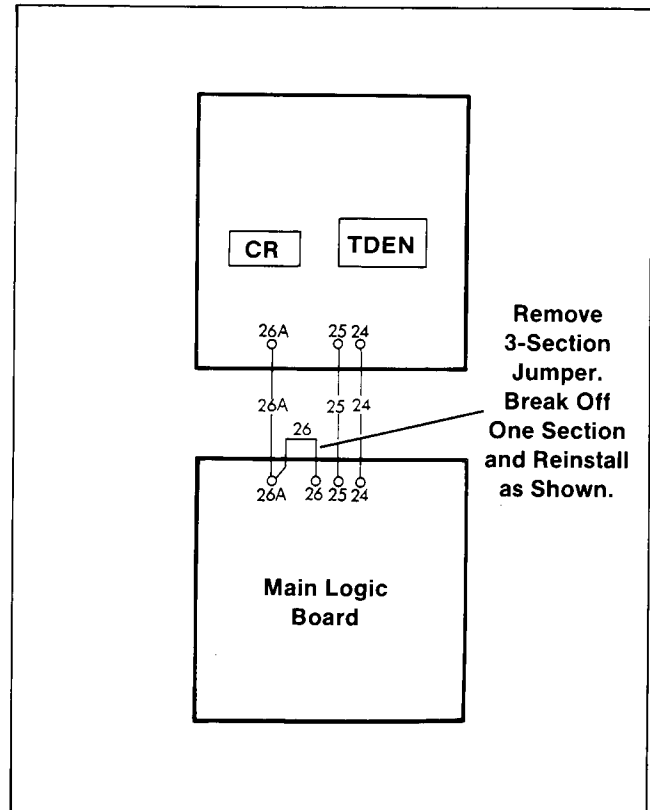 CR
TDEN
26A
25 24
26A
25
24
26
26A 26 25 24
Remove
3-Section
Jumper.
Break Off
One Section
and Reinstall
as Shown.
Main Logic
Board